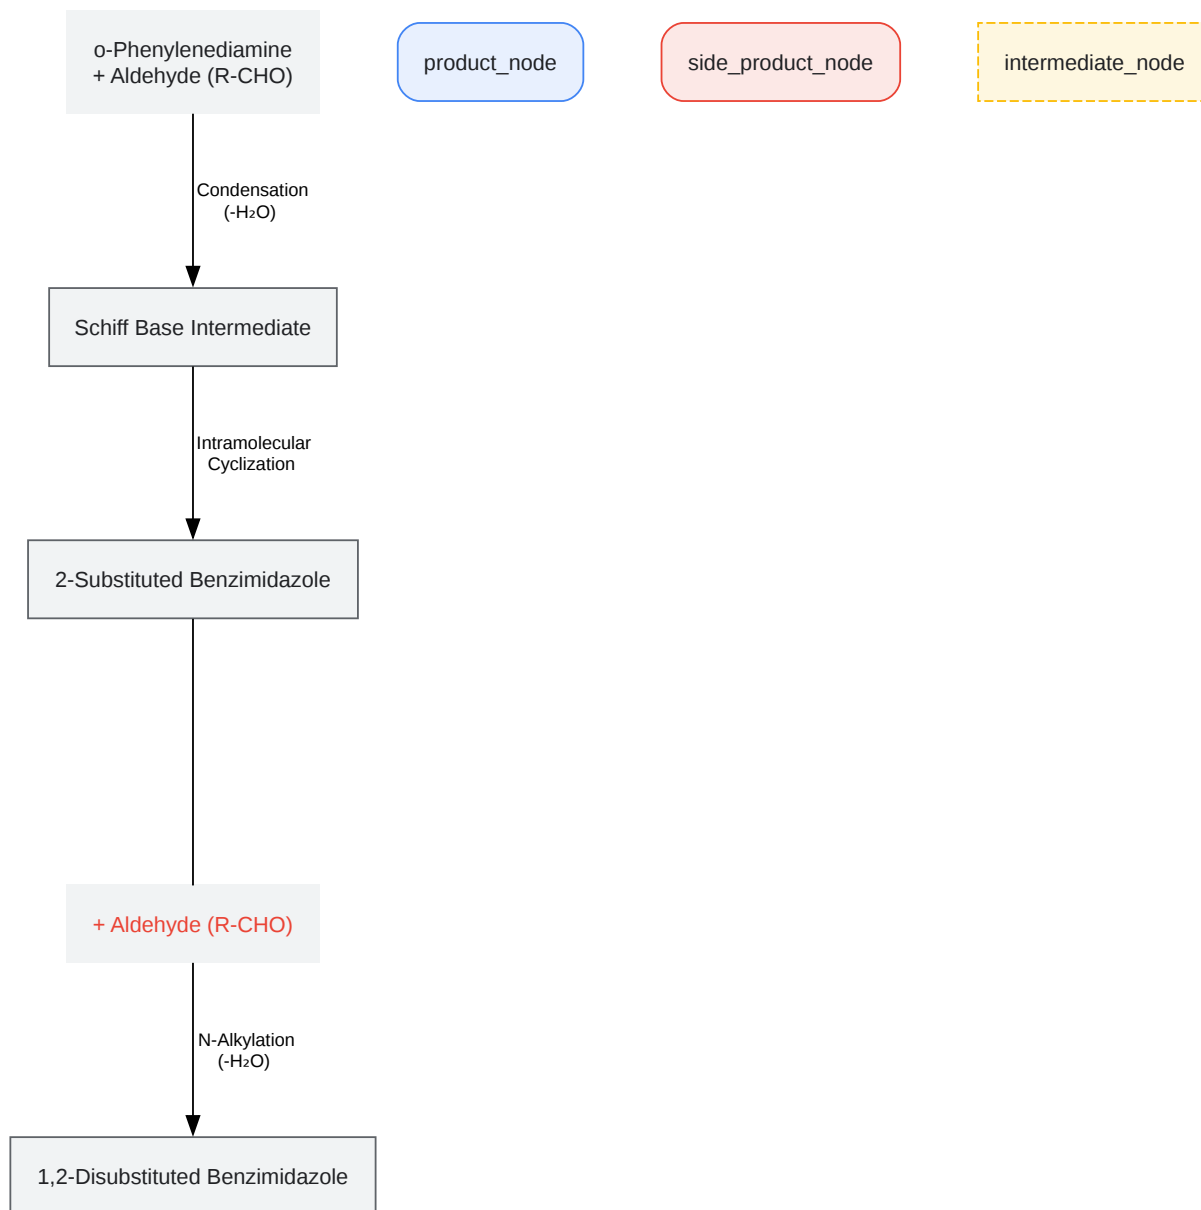 o-Phenylenediamine
+ Aldehyde (R-CHO)
product_node
side_product_node
intermediate_node
Condensation
(-H₂O)
Schiff Base Intermediate
Intramolecular
Cyclization
2-Substituted Benzimidazole
+ Aldehyde (R-CHO)
N-Alkylation
(-H₂O)
1,2-Disubstituted Benzimidazole